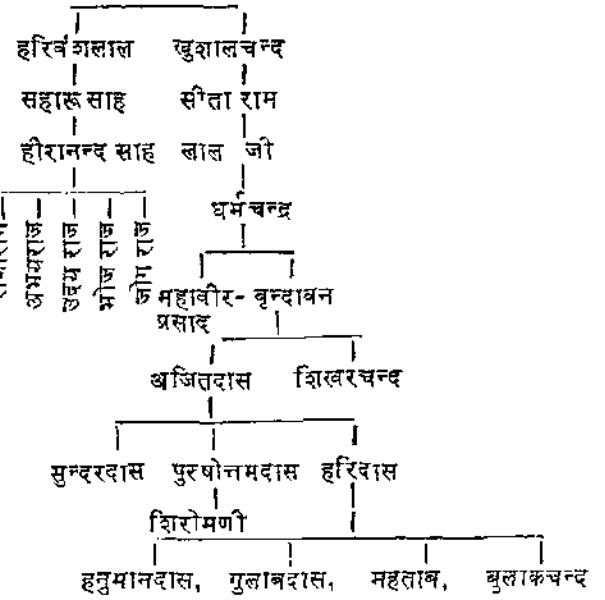 हरिवंशलाल खुशालचन्द
सहारू साह सीता राम
हीरानन्द साह लाल जी
धर्मचन्द्र
अभयराज
उदय राज
भोज राज
जोग राज
महावीर- वृन्दावन
प्रसाद
अजितदास शिखरचन्द
सुन्दरदास पुरषोत्तमदास हरिदास
शिरोमणी
हनुमानदास, गुलाबदास, महताब, बुलाकचन्द